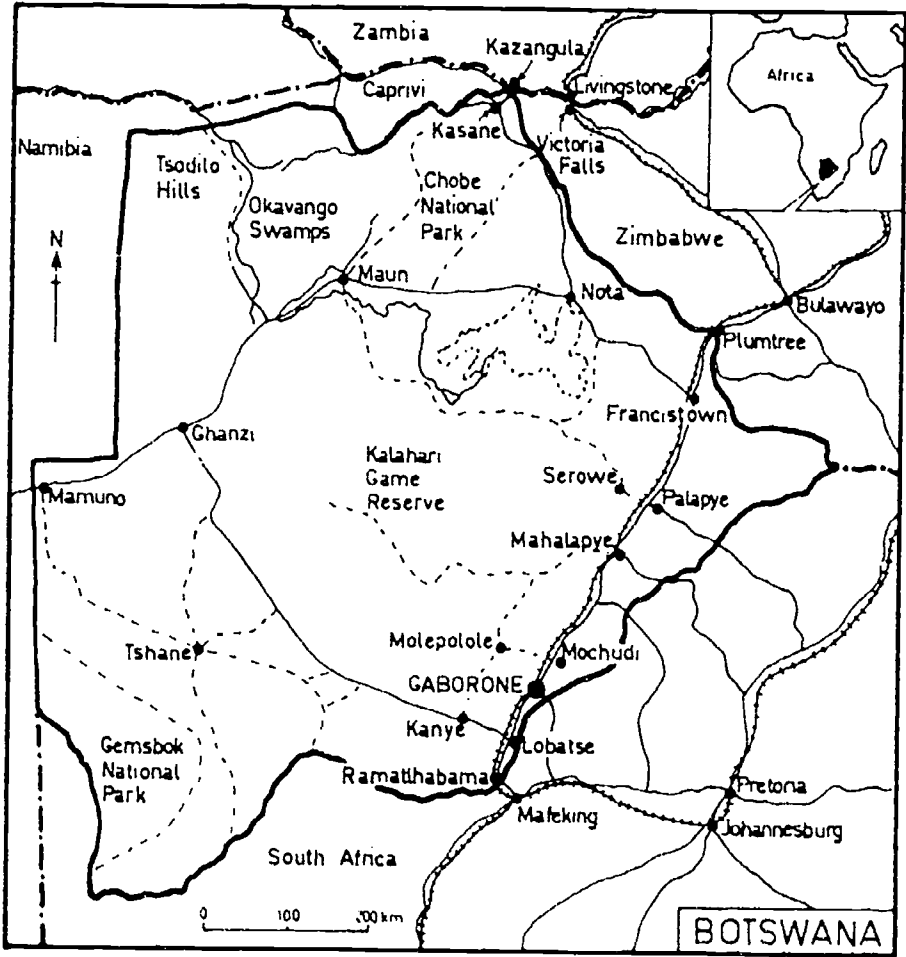 Zambia
Kazangula
Africa
Caprivi
Livingstone
Kasane
Namibia
Victoria
Falls
Tsodilo
Hills
Chobe
National
Park
Okavango
Swamps
Zimbabwe
N
Maun
Nota
Bulawayo
Plumtree
Francistown
Ghanzi
Kalahari
Game
Reserve
Serowe
Palapye
Mamuno
Mahalapye
Molepolole
Mochudi
Tshane
GABORONE
Kanye
Lobatse
Gemsbok
National
Park
Ramatlhabama
Pretoria
Mafeking
Johannesburg
South Africa
0 100 200 km
BOTSWANA